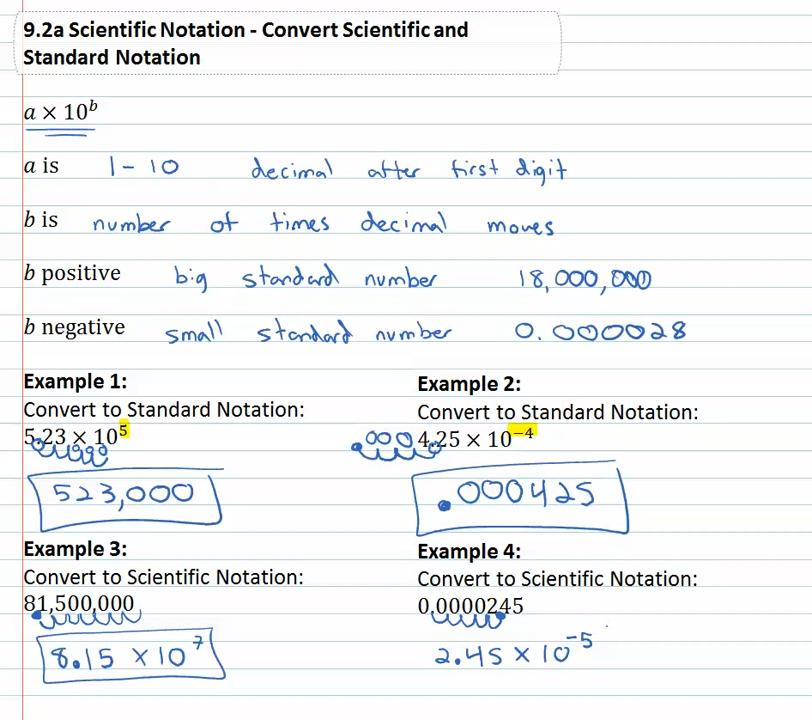 9.2a Scientific Notation - Convert Scientific and
Standard Notation
a × 10^b
a is 1 - 10 decimal after first digit
b is number of times decimal moves
b positive big standard number 18,000,000
b negative small standard number 0.000028
Example 1:
Convert to Standard Notation:
5.23 × 10^5
523,000
Example 2:
Convert to Standard Notation:
000 4.25 × 10^−4
.000425
Example 3:
Convert to Scientific Notation:
81,500,000
8.15 × 10^7
Example 4:
Convert to Scientific Notation:
0.0000245
2.45 × 10^-5